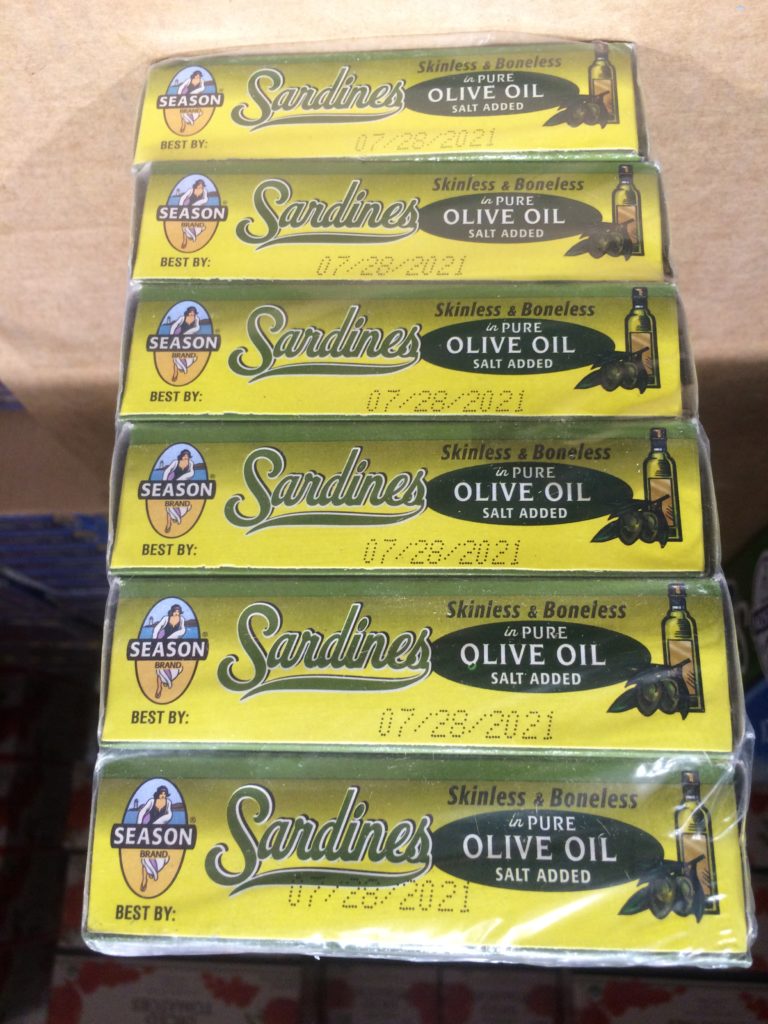 Skinless & Boneless
SEASON
BRAND
Sardines
in PURE
OLIVE OIL
SALT ADDED
BEST BY:
07/28/2021
Skinless & Boneless
SEASON
BRAND
Sardines
in PURE
OLIVE OIL
SALT ADDED
BEST BY:
07/28/2021
Skinless & Boneless
SEASON
BRAND
Sardines
in PURE
OLIVE OIL
SALT ADDED
BEST BY:
07/28/2021
Skinless & Boneless
SEASON
BRAND
Sardines
in PURE
OLIVE OIL
SALT ADDED
BEST BY:
07/28/2021
Skinless & Boneless
SEASON
BRAND
Sardines
in PURE
OLIVE OIL
SALT ADDED
BEST BY:
07/28/2021
Skinless & Boneless
SEASON
BRAND
Sardines
in PURE
OLIVE OIL
SALT ADDED
BEST BY:
07/28/2021
TOMATOES